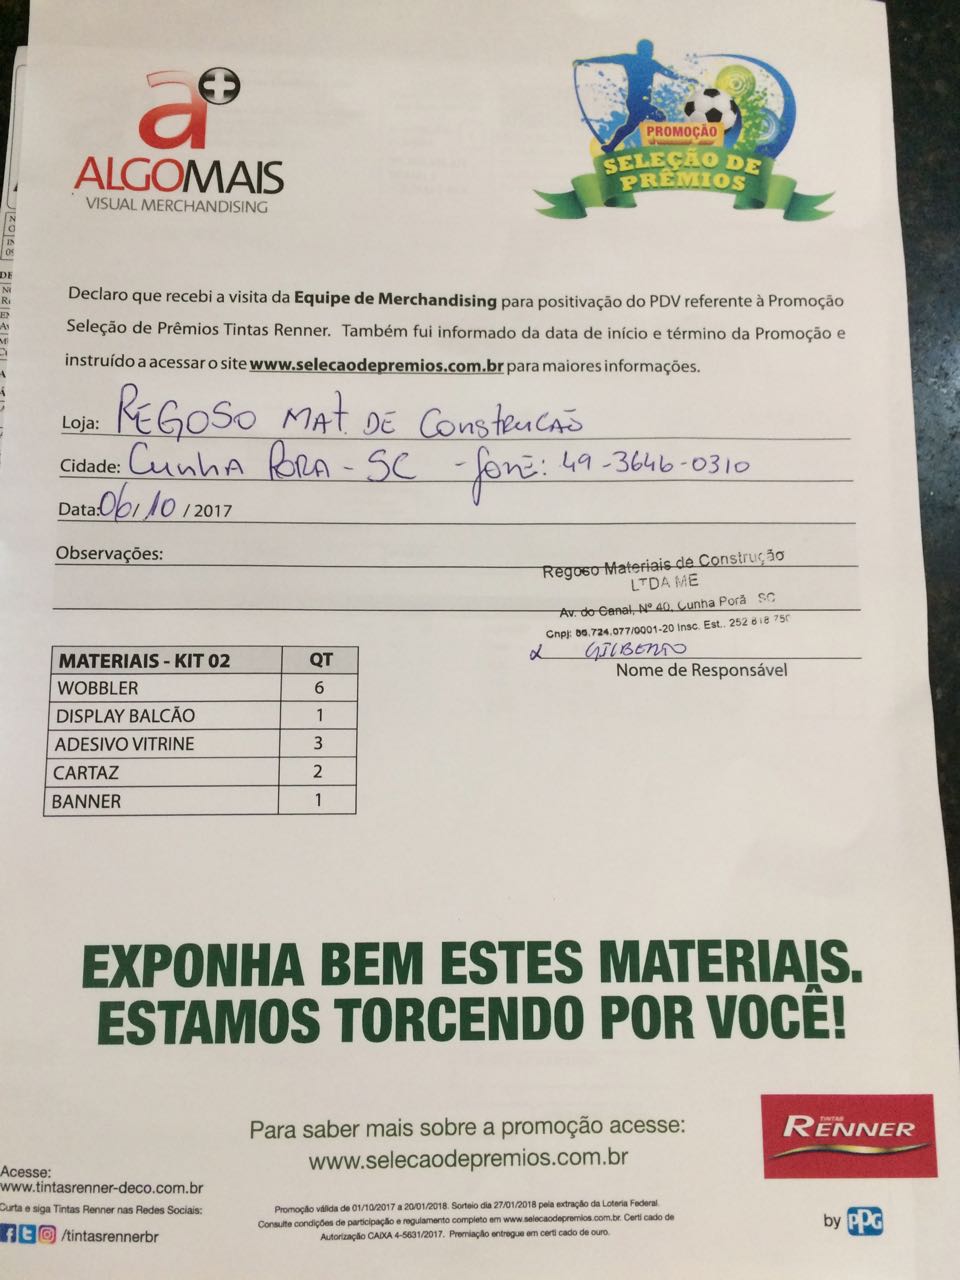 a+
ALGOMAIS
VISUAL MERCHANDISING
PROMOÇÃO
SELEÇÃO DE
PRÊMIOS
Declaro que recebi a visita da Equipe de Merchandising para positivação do PDV referente à Promoção
Seleção de Prêmios Tintas Renner. Também fui informado da data de início e término da Promoção e
instruído a acessar o site www.selecaodepremios.com.br para maiores informações.
Loja: REGOSO MAT. DE CONSTRUCÃO
Cidade: CUNHA PORA - SC - FONE: 49-3646-0310
Data: 06/10/2017
Observações:
Regoso Materiais de Construção
LTDA ME
Av. do Canal, Nº 40, Cunha Porã SC
Cnpj: .724.077/0001-20 Insc. Est.. 252 818 750
GILBERTO
Nome de Responsável
MATERIAIS - KIT 02 QT
WOBBLER 6
DISPLAY BALCÃO 1
ADESIVO VITRINE 3
CARTAZ 2
BANNER 1
EXPONHA BEM ESTES MATERIAIS.
ESTAMOS TORCENDO POR VOCÊ!
Para saber mais sobre a promoção acesse:
www.selecaodepremios.com.br
TINTAS
RENNER
Acesse:
www.tintasrenner-deco.com.br
Curta e siga Tintas Renner nas Redes Sociais:
/tintasrennerbr
Promoção válida de 01/10/2017 a 20/01/2018. Sorteio dia 27/01/2018 pela extração da Loteria Federal.
Consulte condições de participação e regulamento completo em www.selecaodepremios.com.br. Certi cado de
Autorização CAIXA 4-5631/2017. Premiação entregue em certi cado de ouro.
by PPG